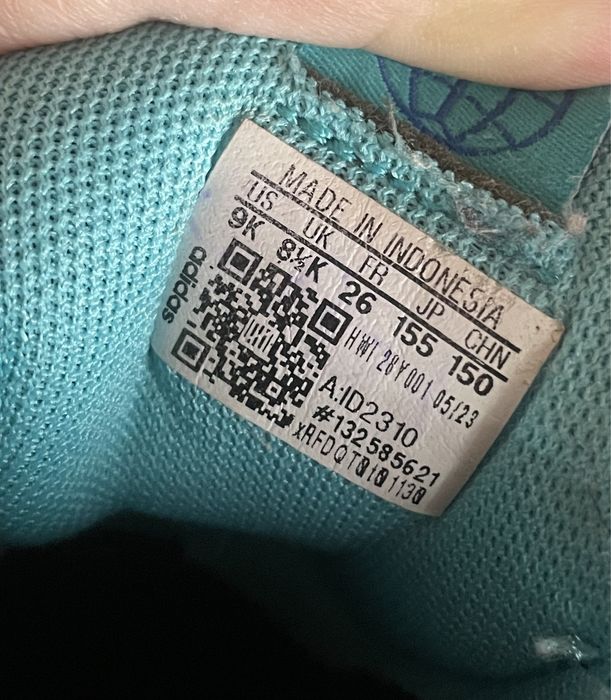 MADE IN INDONESIA
US UK FR JP CHN
9K 8½K 26 155 150
adidas
HWI 28Y001 05/23
A:ID2310
#132585621
xRFDQT0101130